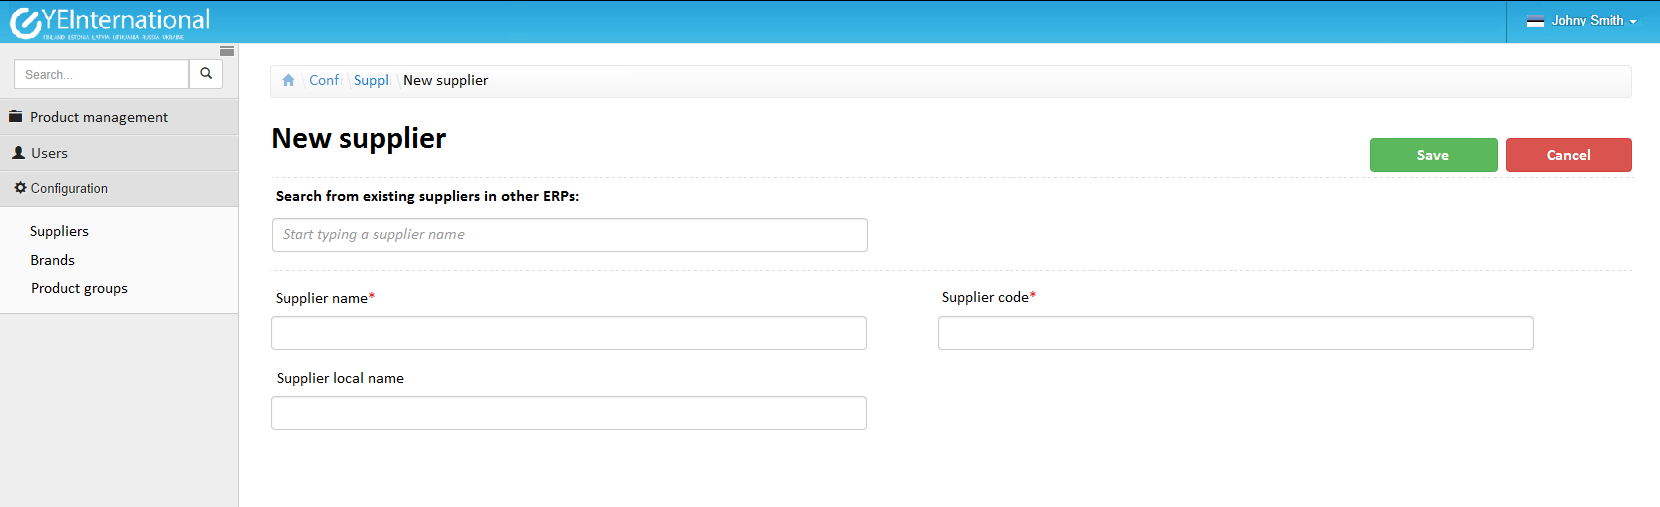 YEInternational
FINLAND ESTONIA LATVIA LITHUANIA RUSSIA UKRAINE
Johny Smith
Search...
Product management
Users
Configuration
Suppliers
Brands
Product groups
Conf \ Suppl \ New supplier
New supplier
Save
Cancel
Search from existing suppliers in other ERPs:
Start typing a supplier name
Supplier name*
Supplier code*
Supplier local name